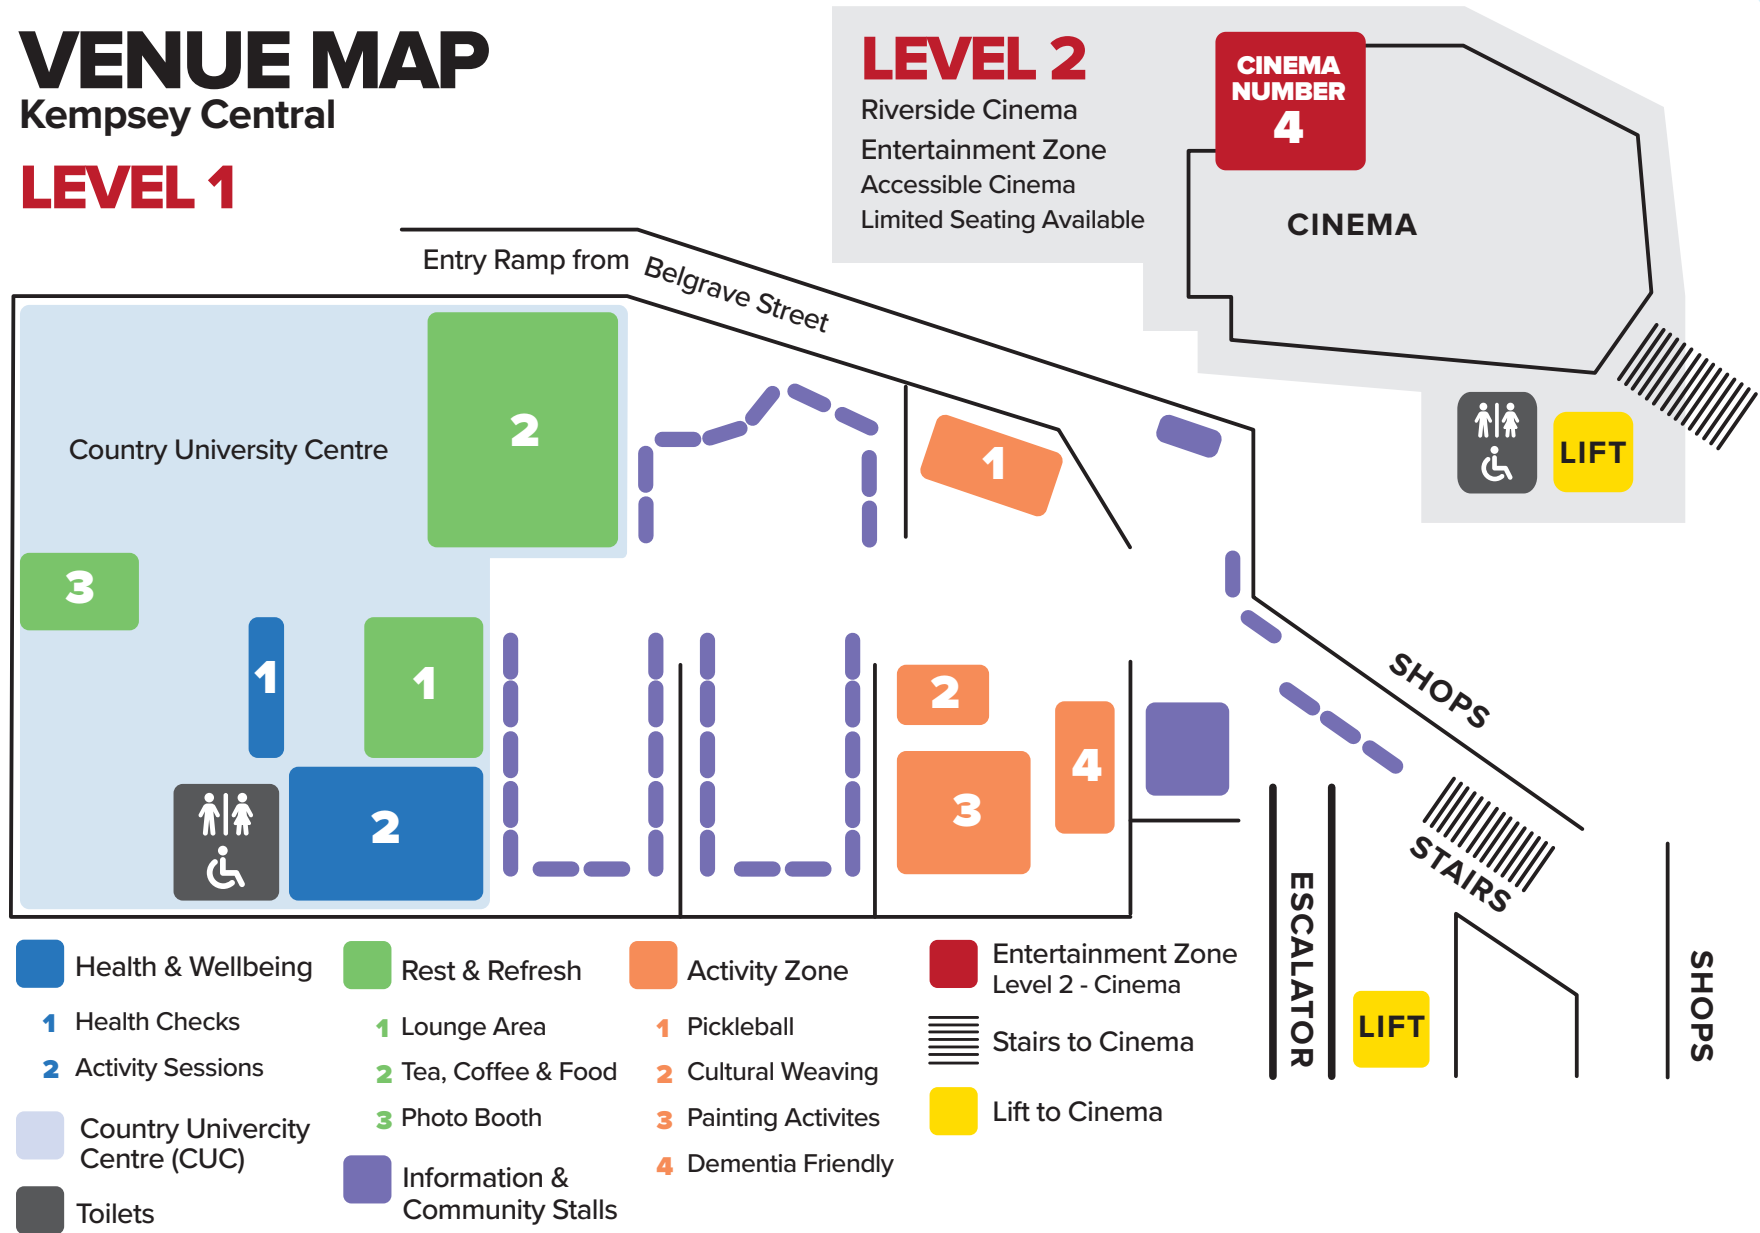 VENUE MAP
Kempsey Central
LEVEL 1
LEVEL 2
Riverside Cinema
Entertainment Zone
Accessible Cinema
Limited Seating Available
CINEMA
NUMBER
4
CINEMA
LIFT
Entry Ramp from Belgrave Street
Country University Centre
2
3
1
1
2
1
2
3
4
SHOPS
STAIRS
ESCALATOR
LIFT
SHOPS
Health & Wellbeing
1 Health Checks
2 Activity Sessions
Country Univercity
Centre (CUC)
Toilets
Rest & Refresh
1 Lounge Area
2 Tea, Coffee & Food
3 Photo Booth
Information &
Community Stalls
Activity Zone
1 Pickleball
2 Cultural Weaving
3 Painting Activites
4 Dementia Friendly
Entertainment Zone
Level 2 - Cinema
Stairs to Cinema
Lift to Cinema